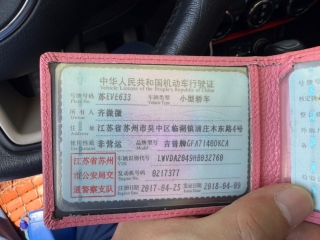 中华人民共和国机动车行驶证
Vehicle License of the People's Republic of China
号牌号码 苏EVE633 车辆类型 小型轿车
所有人 齐微微
住址 江苏省苏州市吴中区临湖镇浦庄木东路4号
使用性质 非营运 品牌型号 吉普牌GFA7140DKCA
江苏省苏州
市公安局交
通警察支队
车辆识别代号 LWVDAZ049HB03Z760
发动机号码 0217377
注册日期 2017-04-25 发证日期 2018-04-09